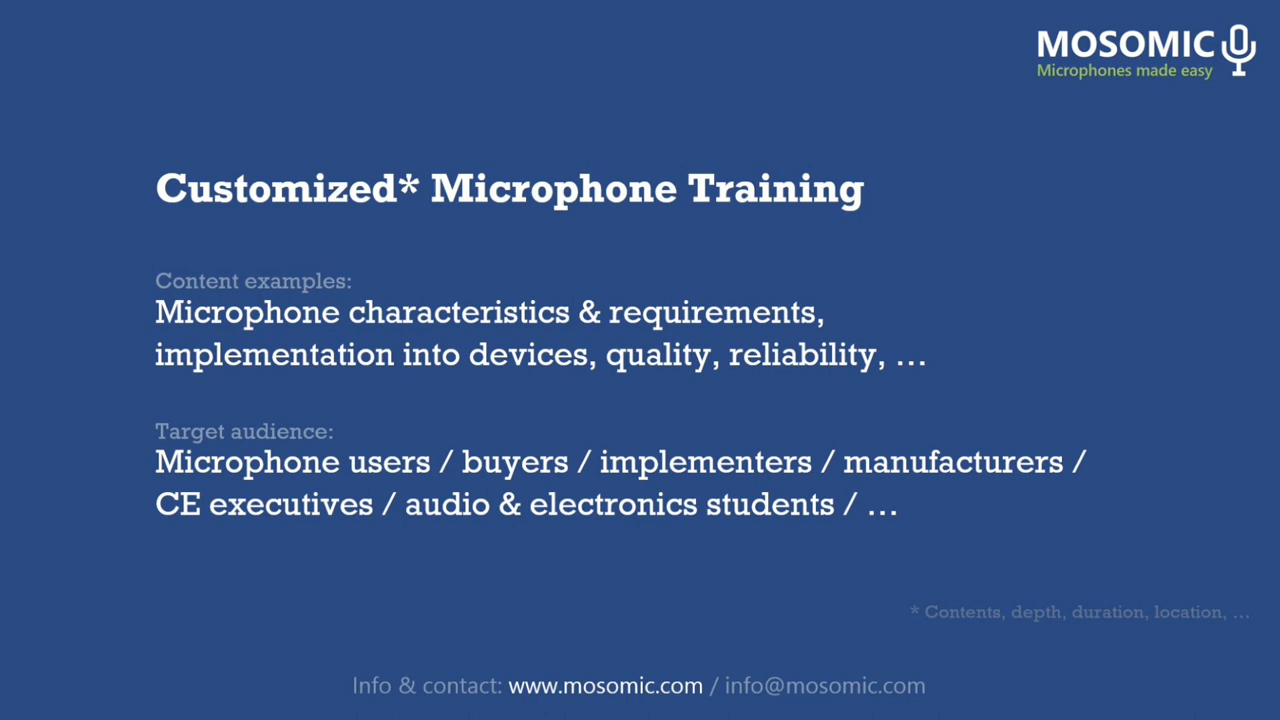 MOSOMIC
Microphones made easy
Customized* Microphone Training
Content examples:
Microphone characteristics & requirements,
implementation into devices, quality, reliability, ...
Target audience:
Microphone users / buyers / implementers / manufacturers /
CE executives / audio & electronics students / ...
* Contents, depth, duration, location, ...
Info & contact: www.mosomic.com / info@mosomic.com